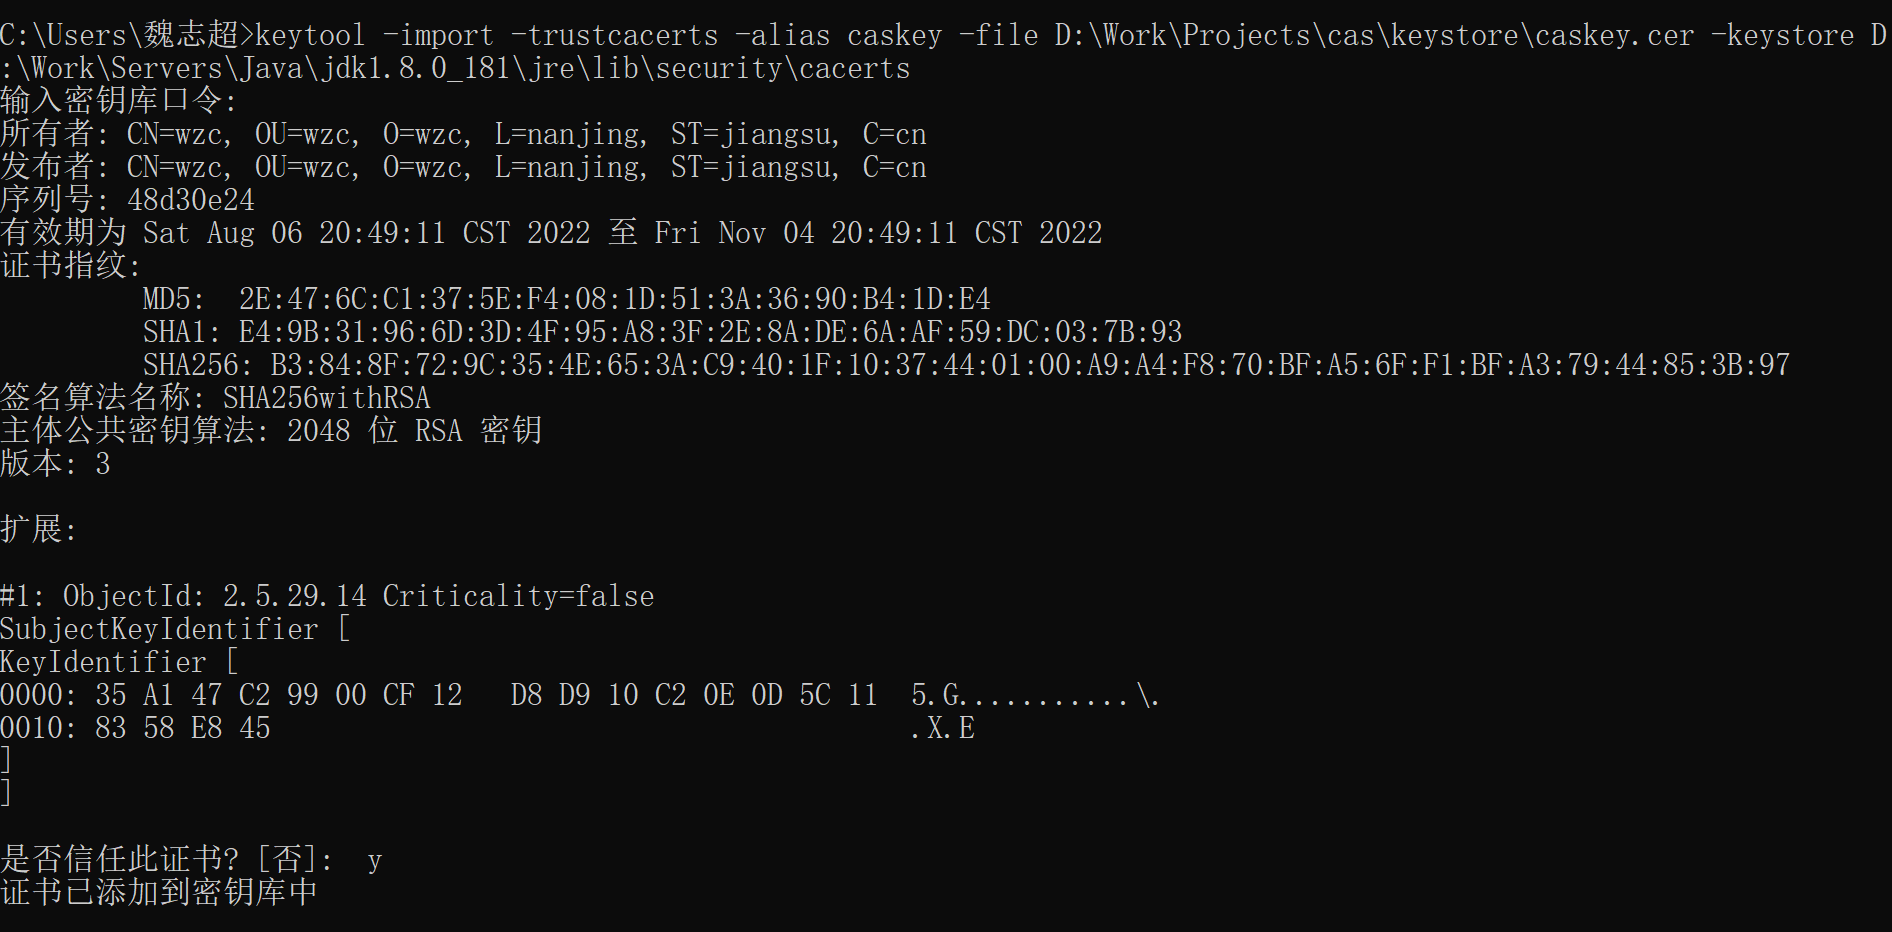 C:\Users\魏志超>keytool -import -trustcacerts -alias caskey -file D:\Work\Projects\cas\keystore\caskey.cer -keystore D
:\Work\Servers\Java\jdk1.8.0_181\jre\lib\security\cacerts
输入密钥库口令:
所有者: CN=wzc, OU=wzc, O=wzc, L=nanjing, ST=jiangsu, C=cn
发布者: CN=wzc, OU=wzc, O=wzc, L=nanjing, ST=jiangsu, C=cn
序列号: 48d30e24
有效期为 Sat Aug 06 20:49:11 CST 2022 至 Fri Nov 04 20:49:11 CST 2022
证书指纹:
         MD5:  2E:47:6C:C1:37:5E:F4:08:1D:51:3A:36:90:B4:1D:E4
         SHA1: E4:9B:31:96:6D:3D:4F:95:A8:3F:2E:8A:DE:6A:AF:59:DC:03:7B:93
         SHA256: B3:84:8F:72:9C:35:4E:65:3A:C9:40:1F:10:37:44:01:00:A9:A4:F8:70:BF:A5:6F:F1:BF:A3:79:44:85:3B:97
签名算法名称: SHA256withRSA
主体公共密钥算法: 2048 位 RSA 密钥
版本: 3
扩展:
#1: ObjectId: 2.5.29.14 Criticality=false
SubjectKeyIdentifier [
KeyIdentifier [
0000: 35 A1 47 C2 99 00 CF 12   D8 D9 10 C2 0E 0D 5C 11  5.G...........\.
0010: 83 58 E8 45                                        .X.E
]
]
是否信任此证书? [否]:  y
证书已添加到密钥库中